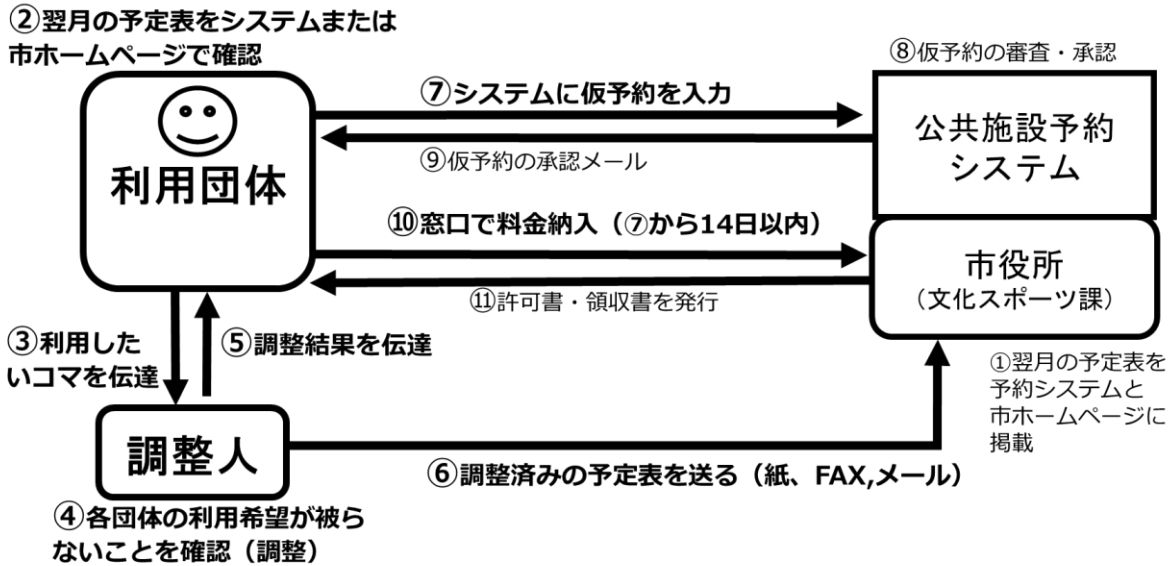 ②翌月の予定表をシステムまたは
市ホームページで確認
⑧仮予約の審査・承認
⑦システムに仮予約を入力
公共施設予約
システム
利用団体
⑨仮予約の承認メール
⑩窓口で料金納入（⑦から14日以内）
市役所
（文化スポーツ課）
⑪許可書・領収書を発行
③利用した
いコマを伝達
⑤調整結果を伝達
①翌月の予定表を
予約システムと
市ホームページに
掲載
調整人
⑥調整済みの予定表を送る（紙、FAX,メール）
④各団体の利用希望が被ら
ないことを確認（調整）